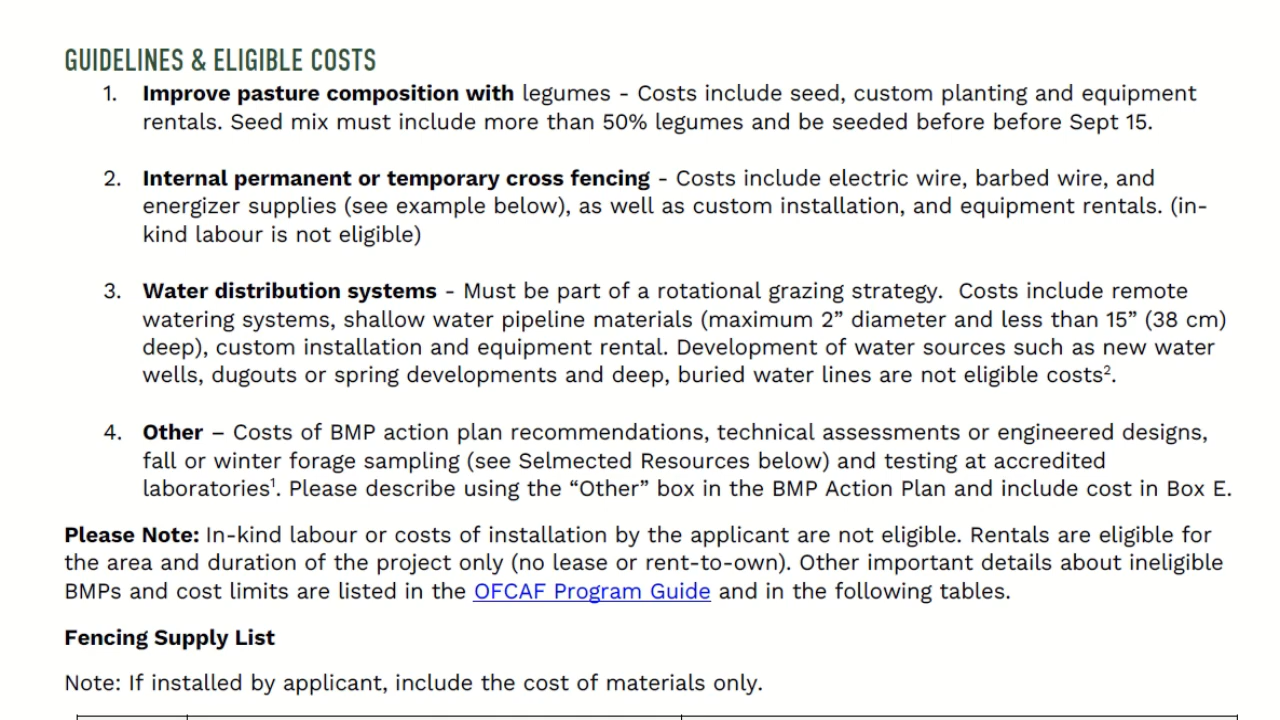 GUIDELINES & ELIGIBLE COSTS
1. Improve pasture composition with legumes - Costs include seed, custom planting and equipment
rentals. Seed mix must include more than 50% legumes and be seeded before before Sept 15.
2. Internal permanent or temporary cross fencing - Costs include electric wire, barbed wire, and
energizer supplies (see example below), as well as custom installation, and equipment rentals. (in-
kind labour is not eligible)
3. Water distribution systems - Must be part of a rotational grazing strategy.  Costs include remote
watering systems, shallow water pipeline materials (maximum 2” diameter and less than 15” (38 cm)
deep), custom installation and equipment rental. Development of water sources such as new water
wells, dugouts or spring developments and deep, buried water lines are not eligible costs².
4. Other – Costs of BMP action plan recommendations, technical assessments or engineered designs,
fall or winter forage sampling (see Selmected Resources below) and testing at accredited
laboratories¹. Please describe using the “Other” box in the BMP Action Plan and include cost in Box E.
Please Note: In-kind labour or costs of installation by the applicant are not eligible. Rentals are eligible for
the area and duration of the project only (no lease or rent-to-own). Other important details about ineligible
BMPs and cost limits are listed in the OFCAF Program Guide and in the following tables.
Fencing Supply List
Note: If installed by applicant, include the cost of materials only.